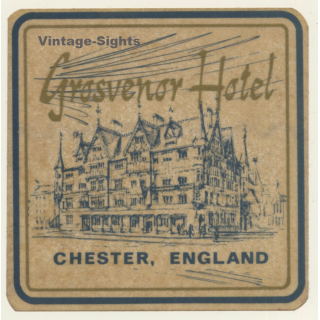 Vintage-Sights
Grosvenor Hotel
CHESTER, ENGLAND